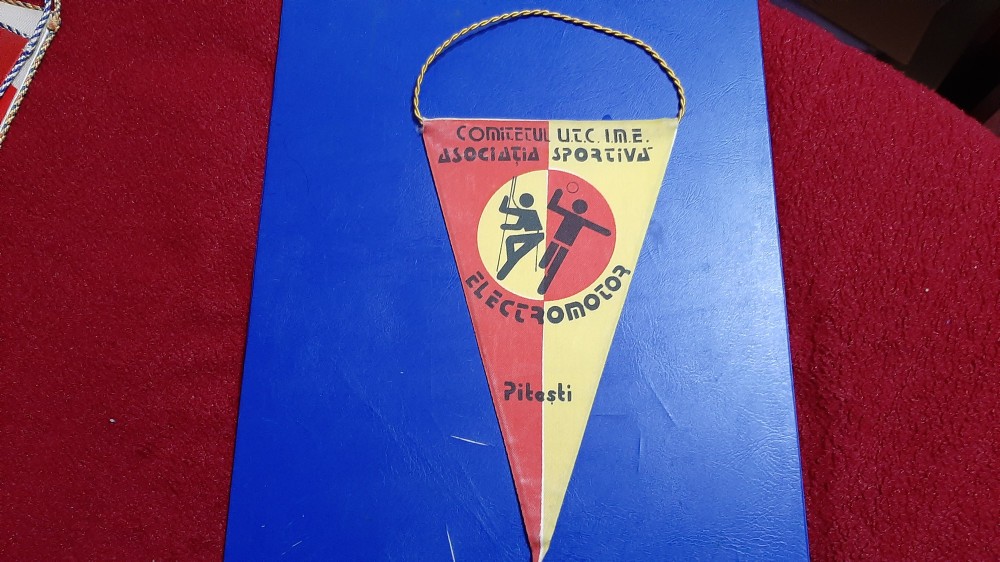 COMITETUL U.T.C. I.M.E.
ASOCIAȚIA SPORTIVĂ
ELECTROMOTOR
Pitești